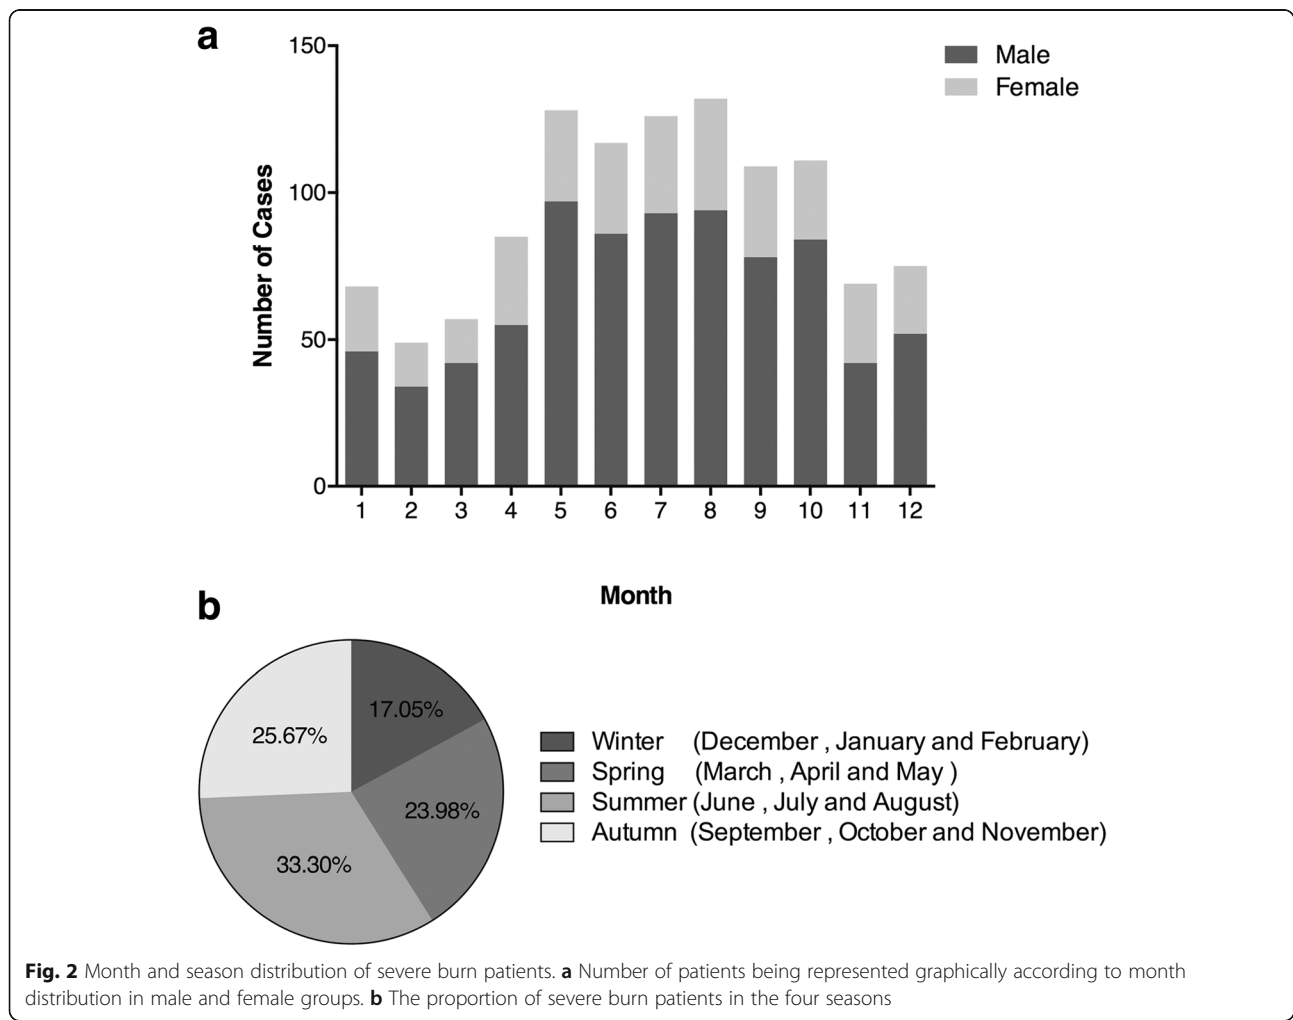 a
150
100
50
0
Number of Cases
Male
Female
1 2 3 4 5 6 7 8 9 10 11 12
Month
b
17.05%
25.67%
23.98%
33.30%
Winter (December , January and February)
Spring (March , April and May )
Summer (June , July and August)
Autumn (September , October and November)
Fig. 2 Month and season distribution of severe burn patients. a Number of patients being represented graphically according to month
distribution in male and female groups. b The proportion of severe burn patients in the four seasons